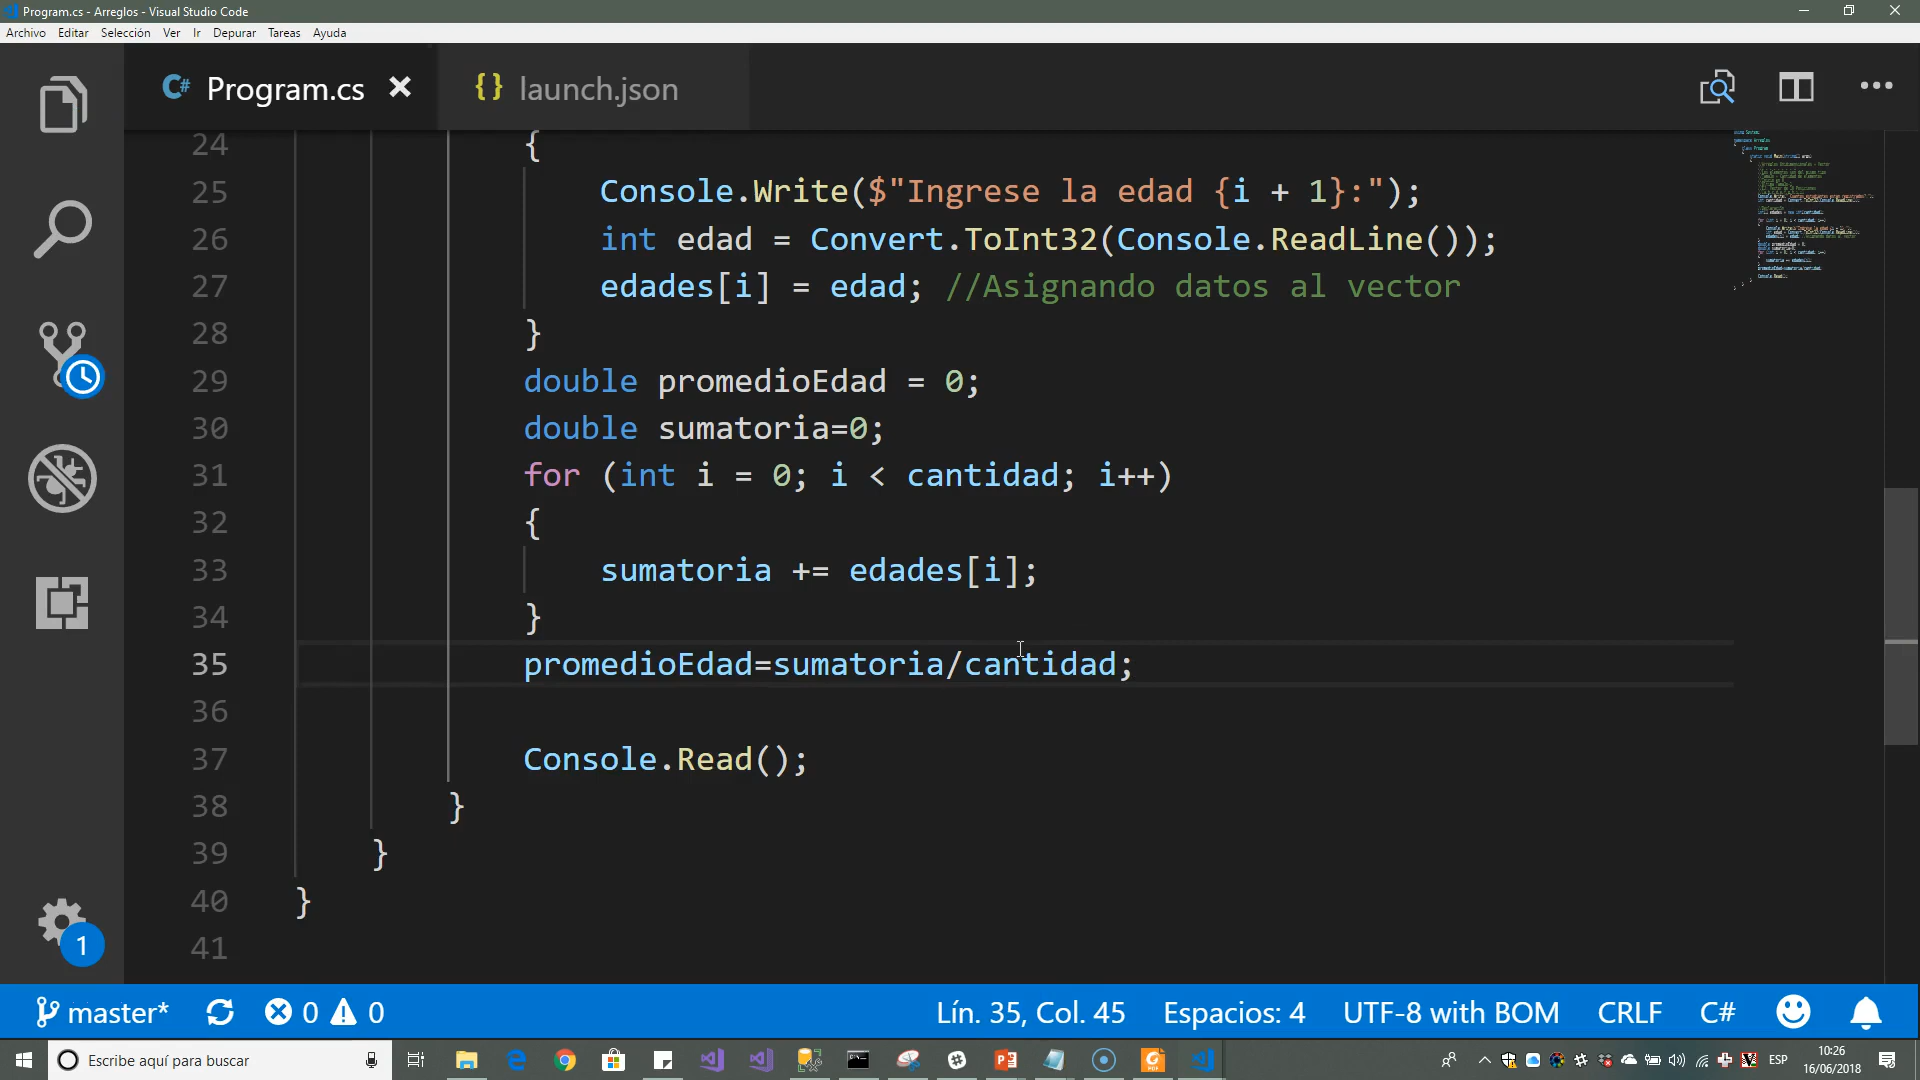 Program.cs - Arreglos - Visual Studio Code
Archivo Editar Selección Ver Ir Depurar Tareas Ayuda
C# Program.cs {} launch.json
24 {
25 Console.Write($"Ingrese la edad {i + 1}:");
26 int edad = Convert.ToInt32(Console.ReadLine());
27 edades[i] = edad; //Asignando datos al vector
28 }
29 double promedioEdad = 0;
30 double sumatoria=0;
31 for (int i = 0; i < cantidad; i++)
32 {
33 sumatoria += edades[i];
34 }
35 promedioEdad=sumatoria/cantidad;
36
37 Console.Read();
38 }
39 }
40 }
41
1
master* 0 0 Lín. 35, Col. 45 Espacios: 4 UTF-8 with BOM CRLF C#
Escribe aquí para buscar
ESP
10:26
16/06/2018